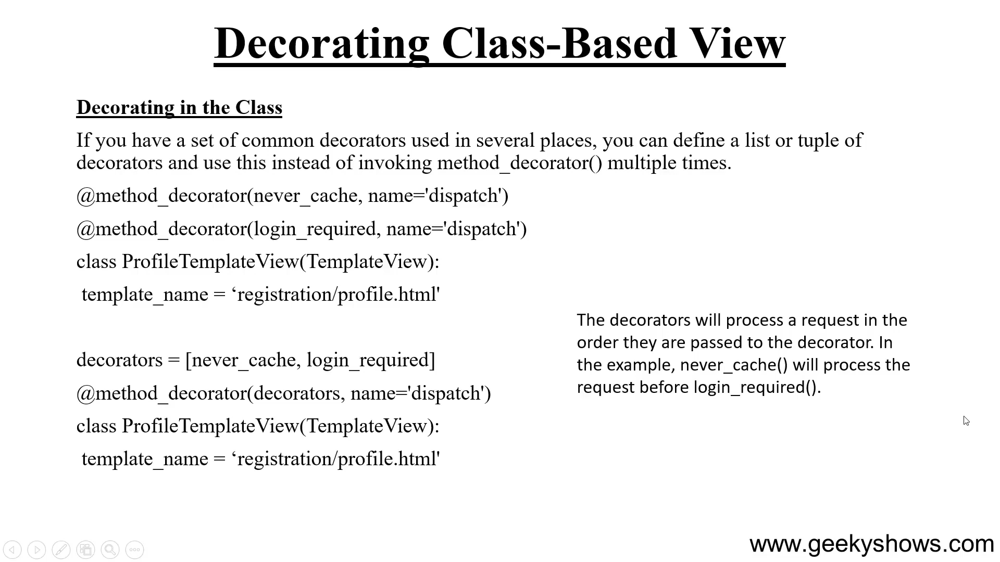 Decorating Class-Based View
Decorating in the Class
If you have a set of common decorators used in several places, you can define a list or tuple of
decorators and use this instead of invoking method_decorator() multiple times.
@method_decorator(never_cache, name='dispatch')
@method_decorator(login_required, name='dispatch')
class ProfileTemplateView(TemplateView):
template_name = ‘registration/profile.html'
decorators = [never_cache, login_required]
@method_decorator(decorators, name='dispatch')
class ProfileTemplateView(TemplateView):
template_name = ‘registration/profile.html'
The decorators will process a request in the
order they are passed to the decorator. In
the example, never_cache() will process the
request before login_required().
www.geekyshows.com